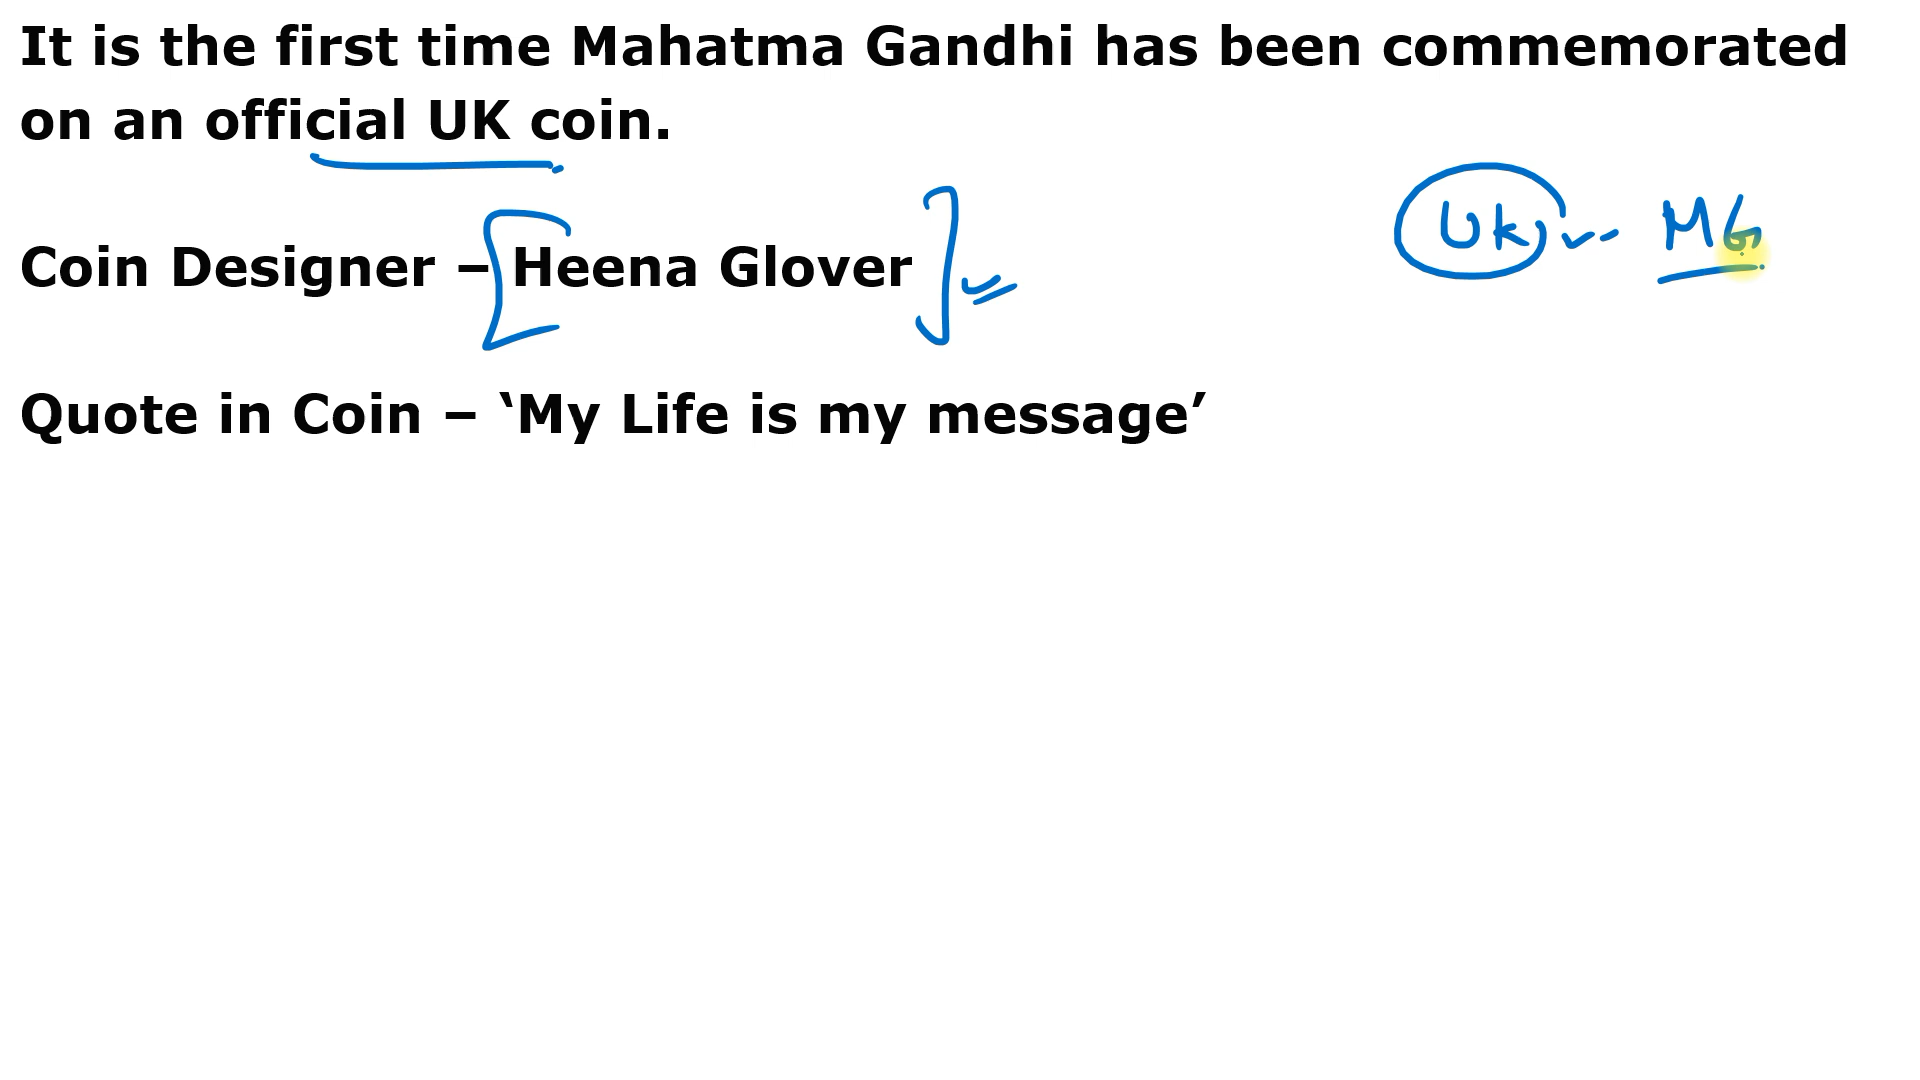 It is the first time Mahatma Gandhi has been commemorated
on an official UK coin.
Uk -- MG
Coin Designer – Heena Glover
Quote in Coin – ‘My Life is my message’